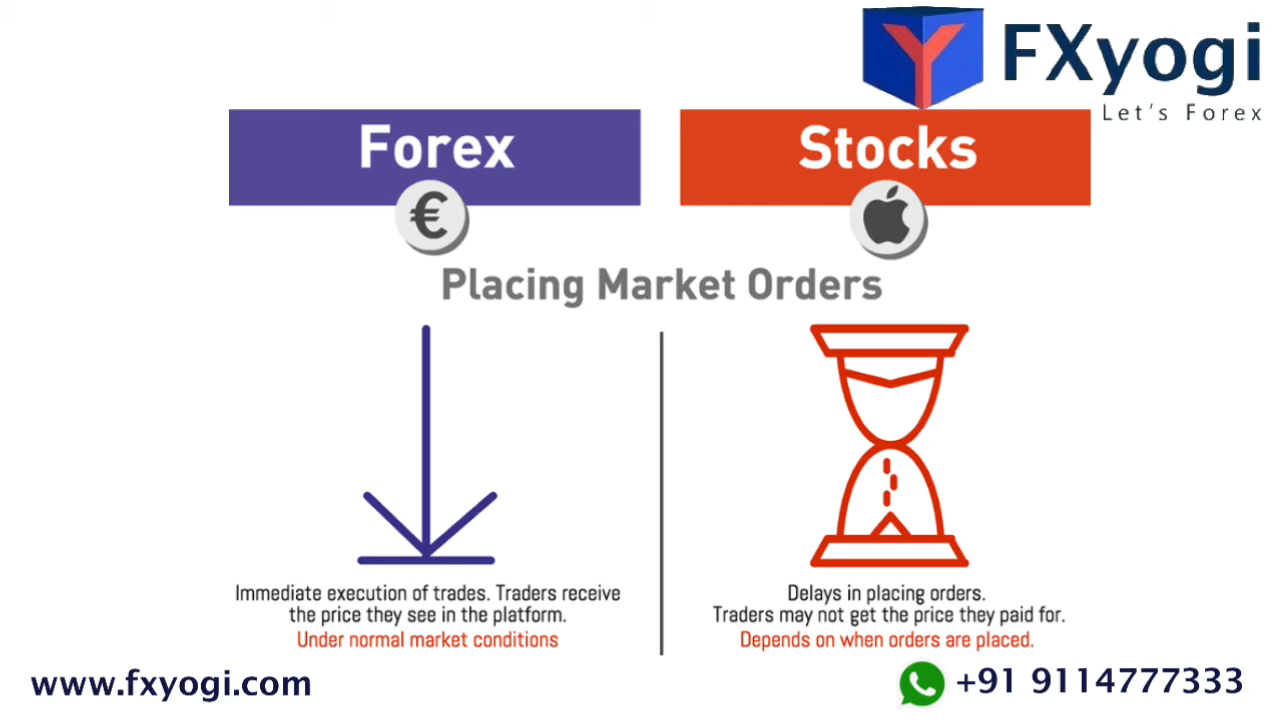 FXyogi
Let's Forex
Forex
Stocks
€
Placing Market Orders
Immediate execution of trades. Traders receive
the price they see in the platform.
Under normal market conditions
Delays in placing orders.
Traders may not get the price they paid for.
Depends on when orders are placed.
www.fxyogi.com
+91 9114777333